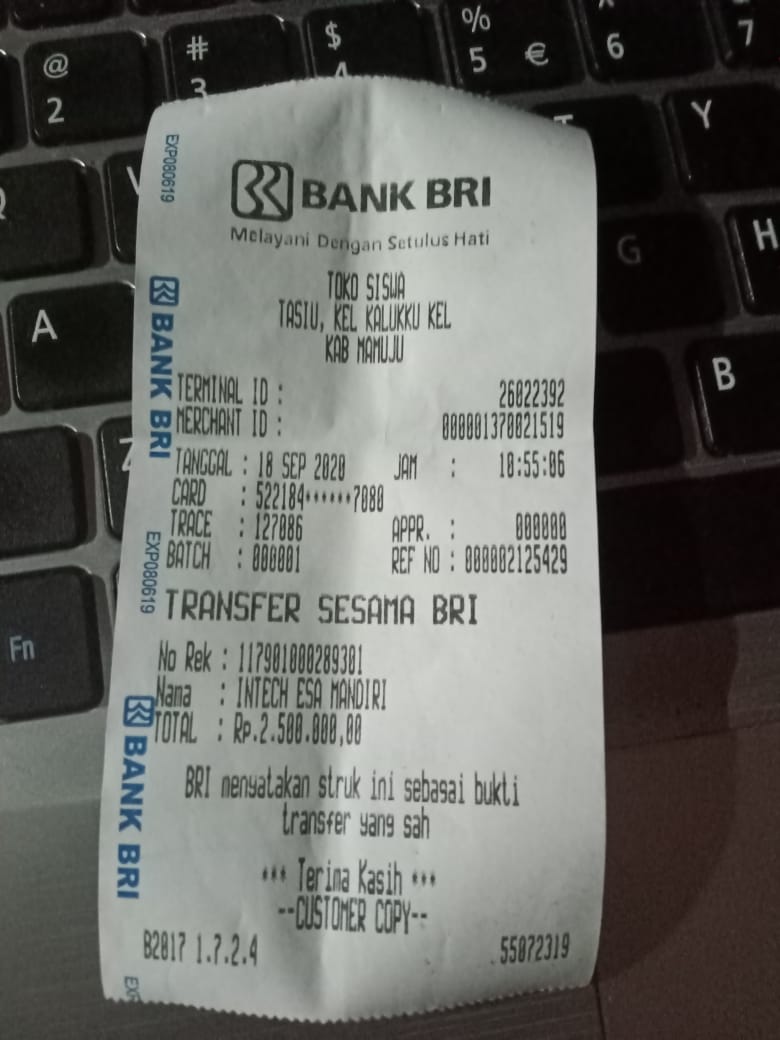 @
2
#
3
$
4
%
5 €
6
7
Y
G
H
A
B
Z
Fn
EXP080619
BANK BRI
EXP080619
BANK BRI
BANK BRI
Melayani Dengan Setulus Hati
TOKO SISWA
TASIU, KEL KALUKKU KEL
KAB MAMUJU
TERMINAL ID : 26022392
MERCHANT ID : 000001370021519
TANGGAL : 18 SEP 2020 JAM : 18:55:06
CARD : 522184******7080
TRACE : 127086 APPR. : 000000
BATCH : 000001 REF NO : 000002125429
TRANSFER SESAMA BRI
No Rek : 117901000289301
Nama : INTECH ESA MANDIRI
TOTAL : Rp.2.500.000,00
BRI menyatakan struk ini sebagai bukti
transfer yang sah
*** Terima Kasih ***
--CUSTOMER COPY--
B2017 1.7.2.4 55072319